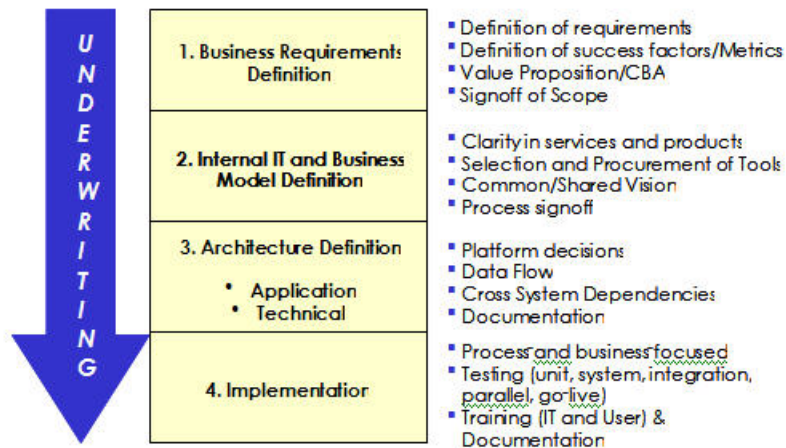 UNDERWRITING
1. Business Requirements
Definition
▪ Definition of requirements
▪ Definition of success factors/Metrics
▪ Value Proposition/CBA
▪ Signoff of Scope
2. Internal IT and Business
Model Definition
▪ Clarity in services and products
▪ Selection and Procurement of Tools
▪ Common/Shared Vision
▪ Process signoff
3. Architecture Definition
• Application
• Technical
▪ Platform decisions
▪ Data Flow
▪ Cross System Dependencies
▪ Documentation
4. Implementation
▪ Process and business focused
▪ Testing (unit, system, integration,
parallel, go-live)
▪ Training (IT and User) &
Documentation